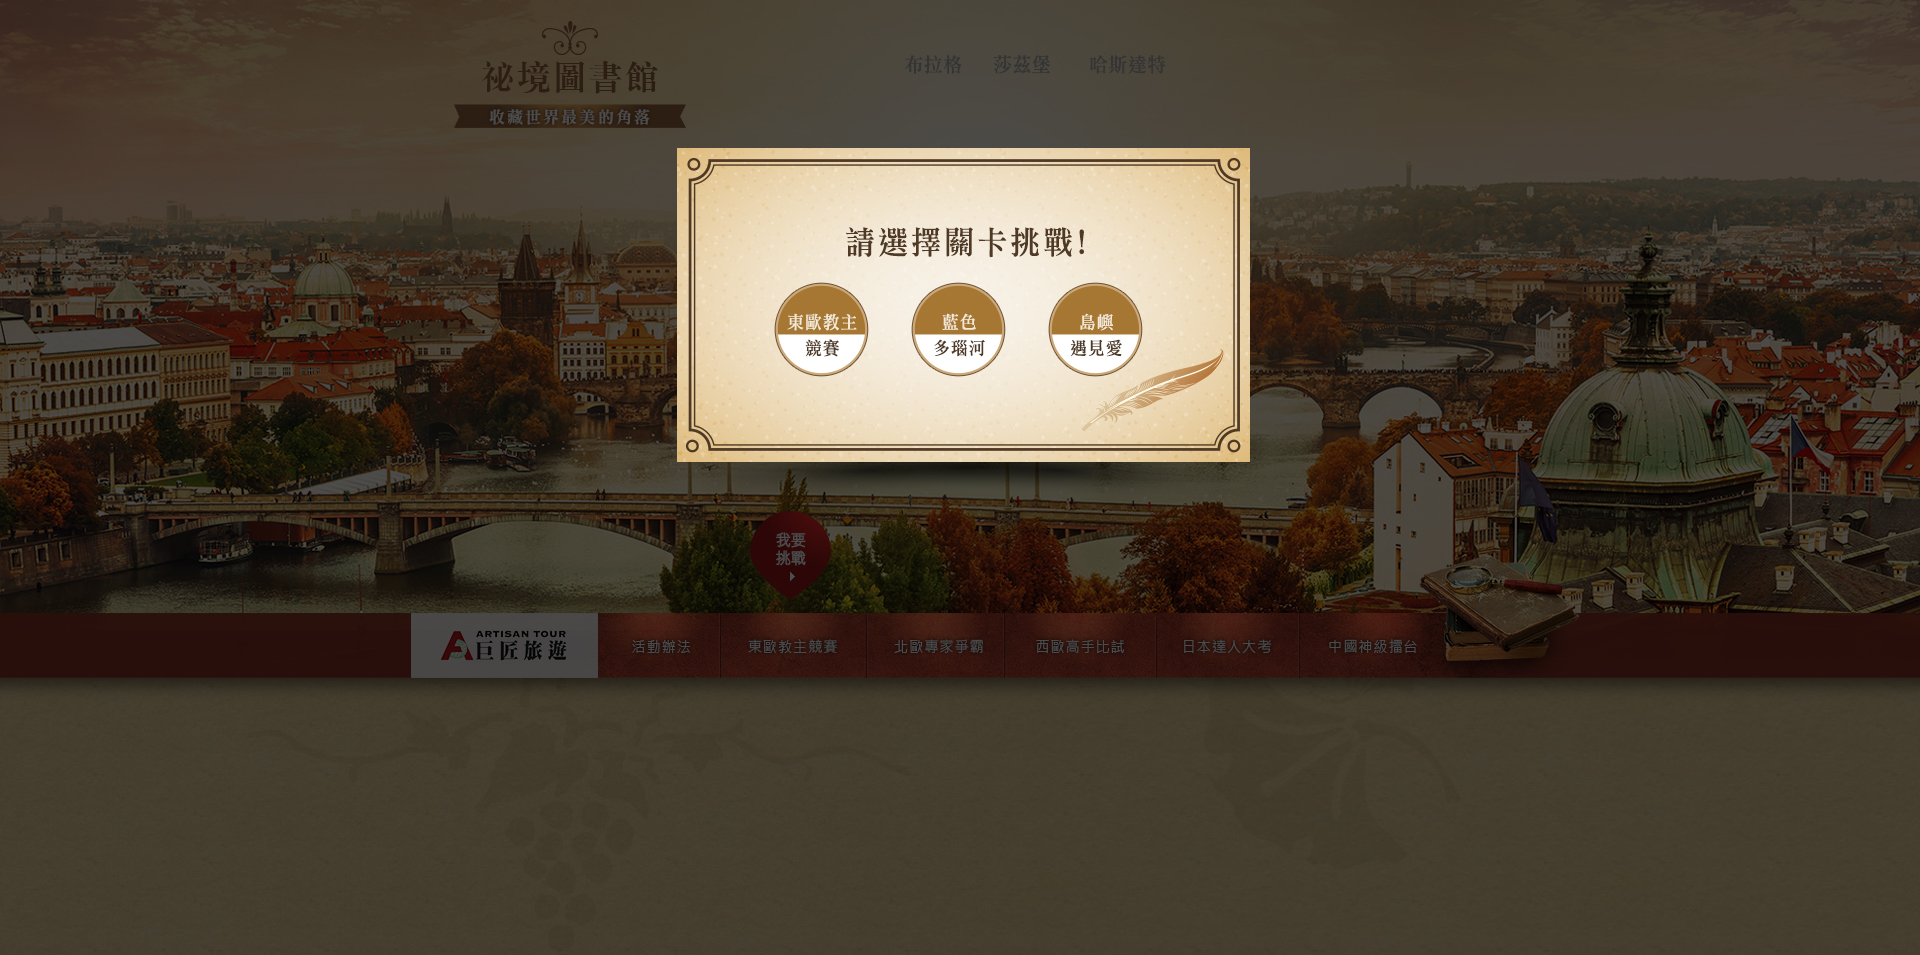 祕境圖書館
收藏世界最美的角落
布拉格 莎茲堡 哈斯達特
請選擇關卡挑戰!
東歐教主
競賽
藍色
多瑙河
島嶼
遇見愛
我要
挑戰
ARTISAN TOUR
巨匠旅遊
活動辦法 東歐教主競賽 北歐專家爭霸 西歐高手比試 日本達人大考 中國神級擂台